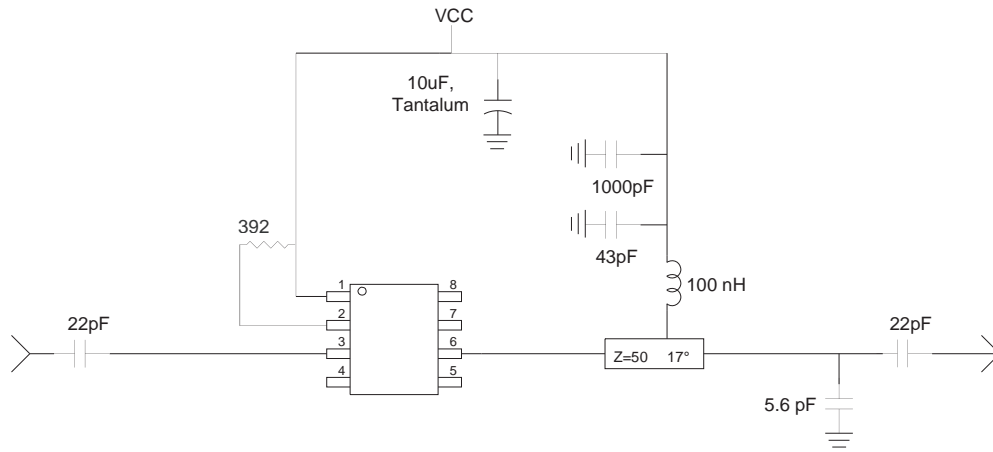 VCC
10uF,
Tantalum
1000pF
392
43pF
1 8
100 nH
2 7
22pF
22pF
3 6
Z=50 17°
4 5
5.6 pF